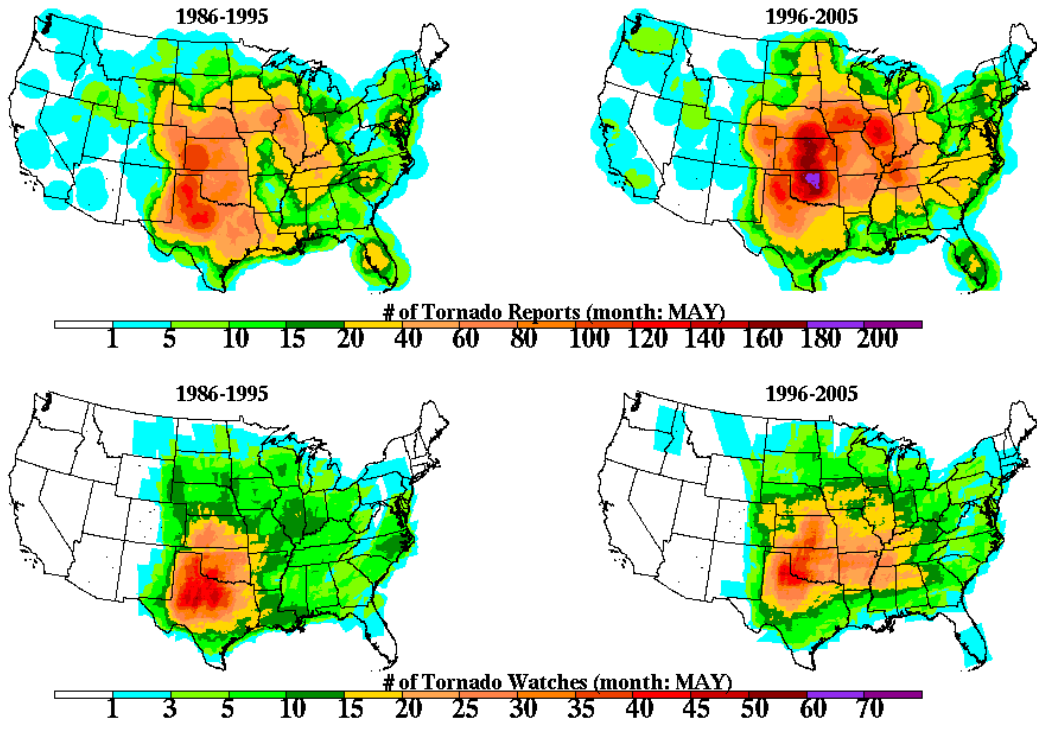 1986-1995 1996-2005
# of Tornado Reports (month: MAY)
1 5 10 15 20 40 60 80 100 120 140 160 180 200
1986-1995 1996-2005
# of Tornado Watches (month: MAY)
1 3 5 10 15 20 25 30 35 40 45 50 60 70